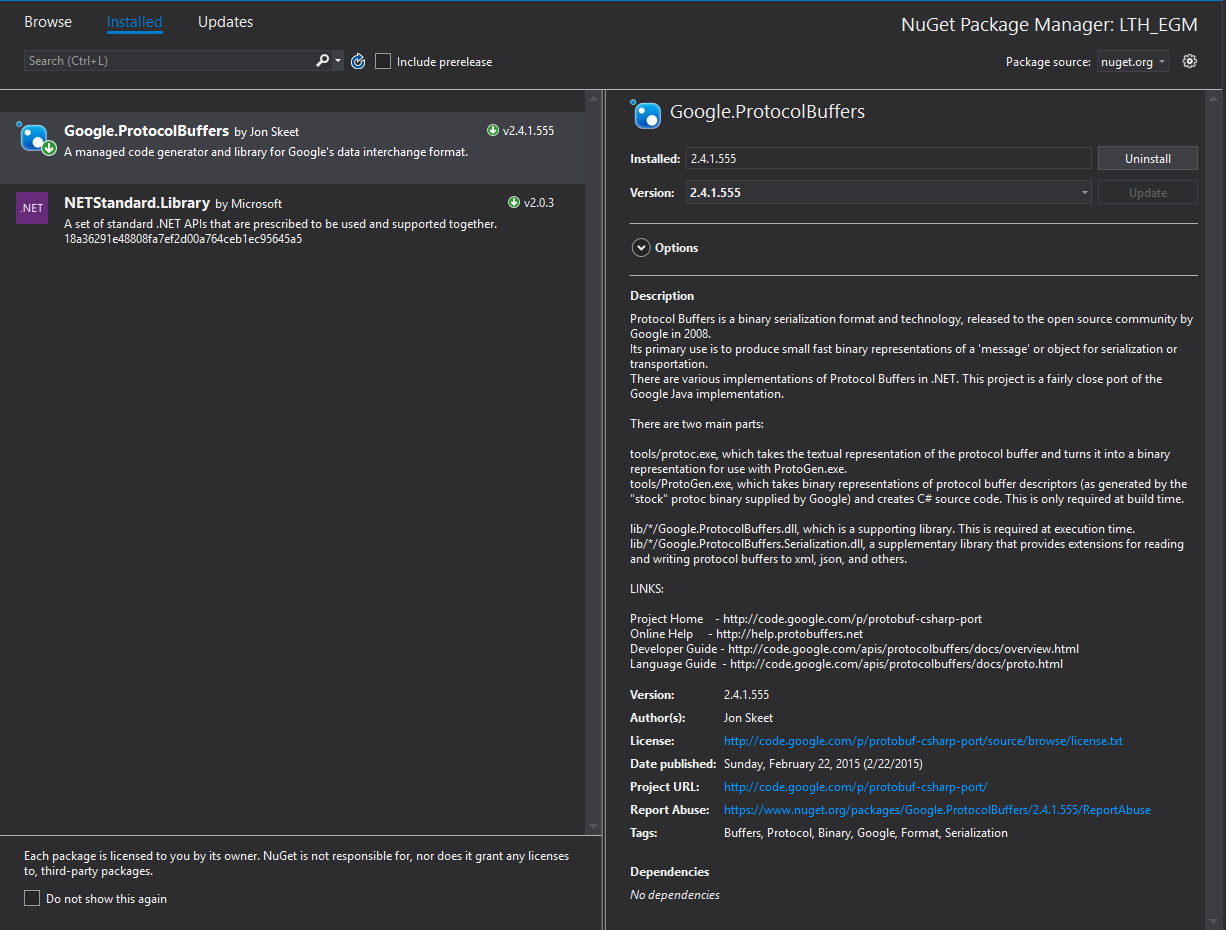 Browse
Installed
Updates
NuGet Package Manager: LTH_EGM
Search (Ctrl+L)
Include prerelease
Package source:
nuget.org
Google.ProtocolBuffers by Jon Skeet
v2.4.1.555
A managed code generator and library for Google's data interchange format.
.NET
NETStandard.Library by Microsoft
v2.0.3
A set of standard .NET APIs that are prescribed to be used and supported together.
18a36291e48808fa7ef2d00a764ceb1ec95645a5
Each package is licensed to you by its owner. NuGet is not responsible for, nor does it grant any licenses
to, third-party packages.
Do not show this again
Google.ProtocolBuffers
Installed: 2.4.1.555
Uninstall
Version: 2.4.1.555
Update
Options
Description
Protocol Buffers is a binary serialization format and technology, released to the open source community by
Google in 2008.
Its primary use is to produce small fast binary representations of a 'message' or object for serialization or
transportation.
There are various implementations of Protocol Buffers in .NET. This project is a fairly close port of the
Google Java implementation.
There are two main parts:
tools/protoc.exe, which takes the textual representation of the protocol buffer and turns it into a binary
representation for use with ProtoGen.exe.
tools/ProtoGen.exe, which takes binary representations of protocol buffer descriptors (as generated by the
"stock" protoc binary supplied by Google) and creates C# source code. This is only required at build time.
lib/*/Google.ProtocolBuffers.dll, which is a supporting library. This is required at execution time.
lib/*/Google.ProtocolBuffers.Serialization.dll, a supplementary library that provides extensions for reading
and writing protocol buffers to xml, json, and others.
LINKS:
Project Home - http://code.google.com/p/protobuf-csharp-port
Online Help - http://help.protobuffers.net
Developer Guide - http://code.google.com/apis/protocolbuffers/docs/overview.html
Language Guide - http://code.google.com/apis/protocolbuffers/docs/proto.html
Version: 2.4.1.555
Author(s): Jon Skeet
License: http://code.google.com/p/protobuf-csharp-port/source/browse/license.txt
Date published: Sunday, February 22, 2015 (2/22/2015)
Project URL: http://code.google.com/p/protobuf-csharp-port/
Report Abuse: https://www.nuget.org/packages/Google.ProtocolBuffers/2.4.1.555/ReportAbuse
Tags: Buffers, Protocol, Binary, Google, Format, Serialization
Dependencies
No dependencies